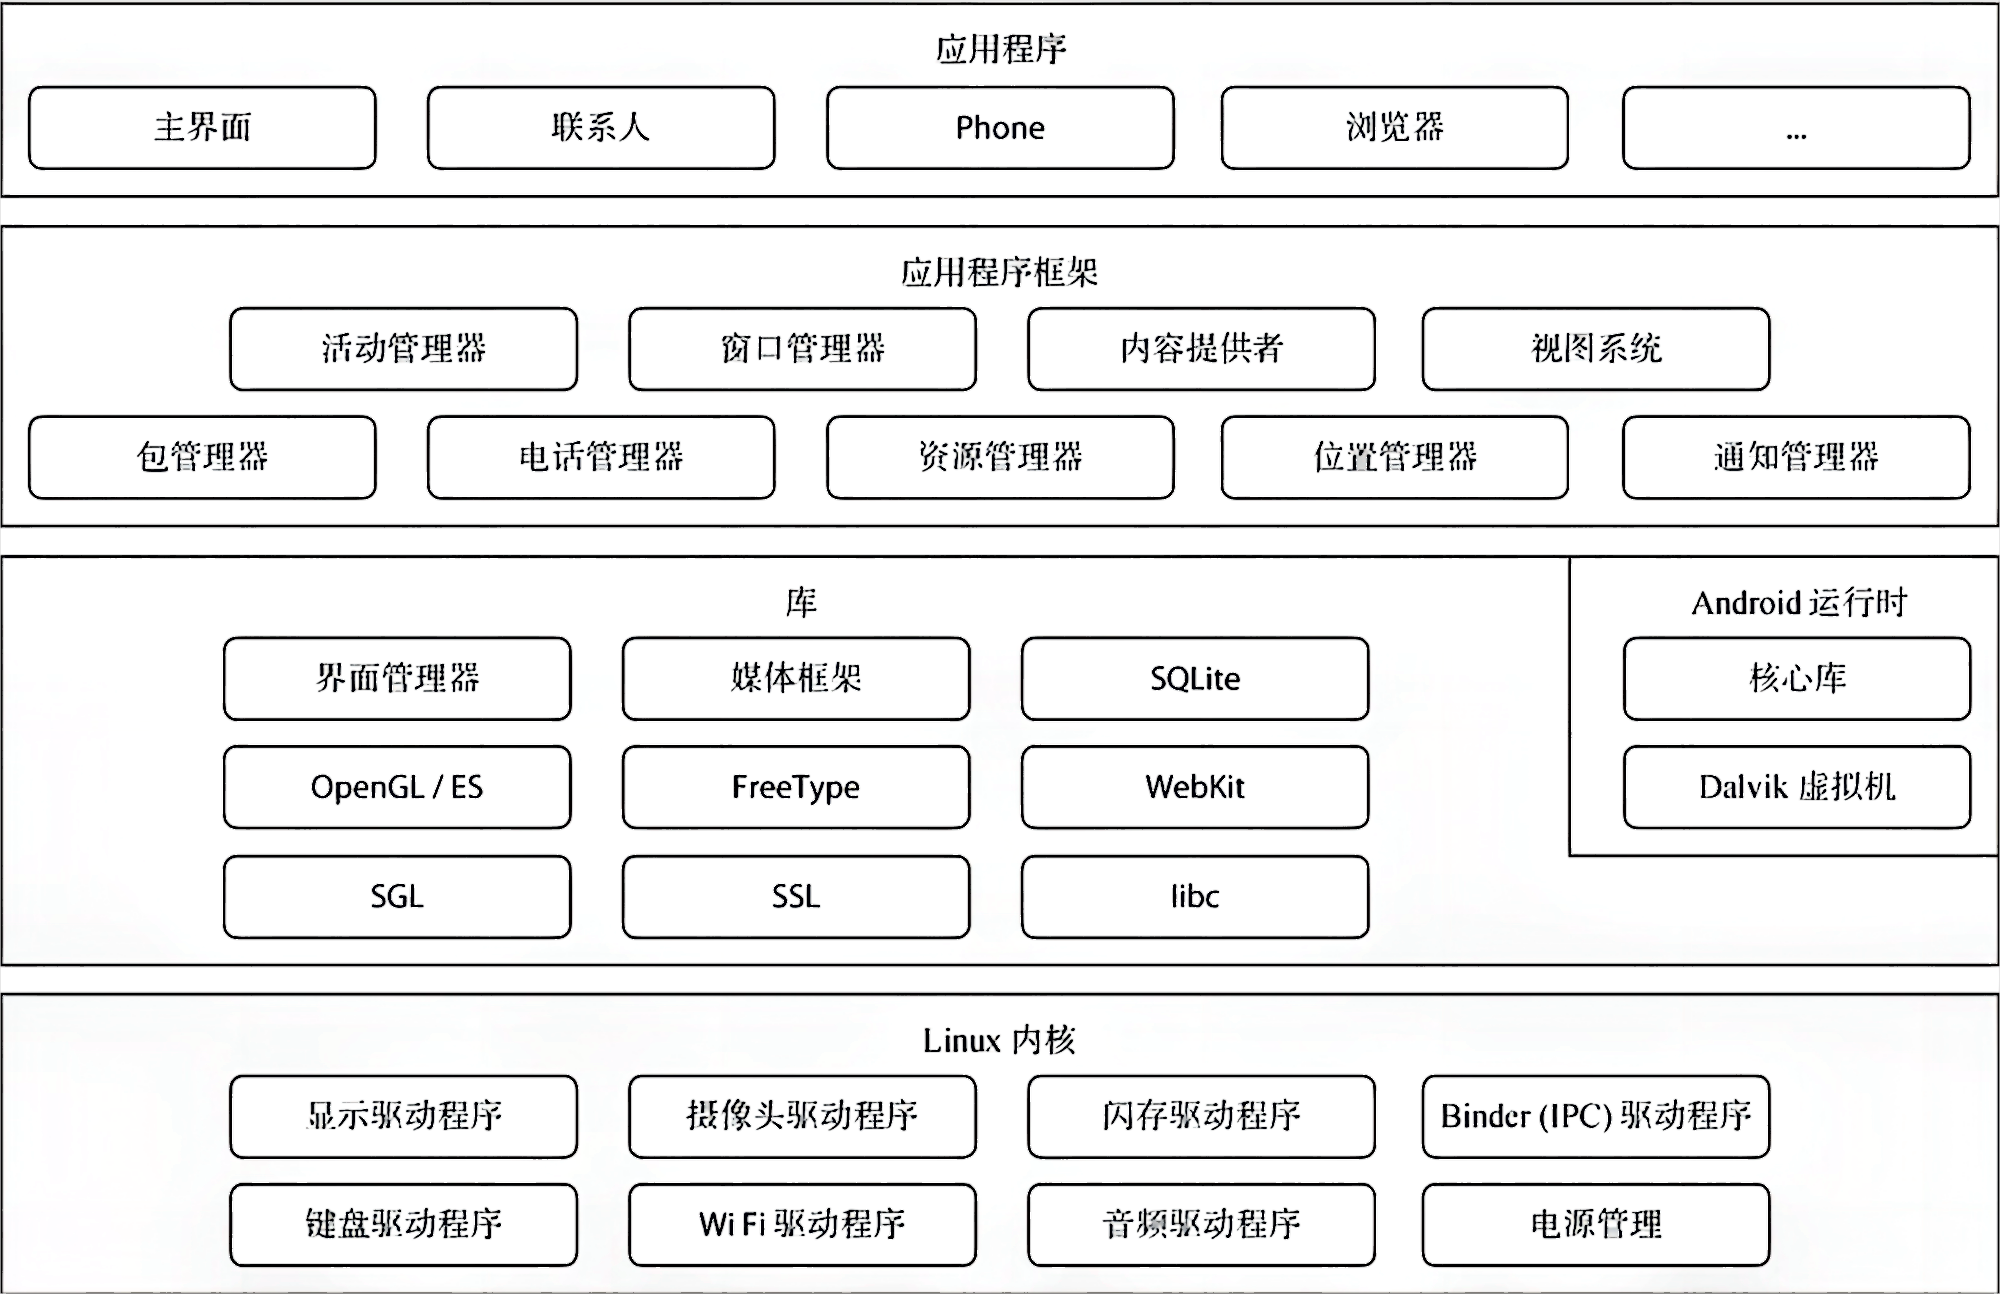 应用程序
主界面
联系人
Phone
浏览器
...
应用程序框架
活动管理器
窗口管理器
内容提供者
视图系统
包管理器
电话管理器
资源管理器
位置管理器
通知管理器
库
界面管理器
媒体框架
SQLite
OpenGL / ES
FreeType
WebKit
SGL
SSL
libc
Android 运行时
核心库
Dalvik 虚拟机
Linux 内核
显示驱动程序
摄像头驱动程序
闪存驱动程序
Binder (IPC) 驱动程序
键盘驱动程序
WiFi 驱动程序
音频驱动程序
电源管理